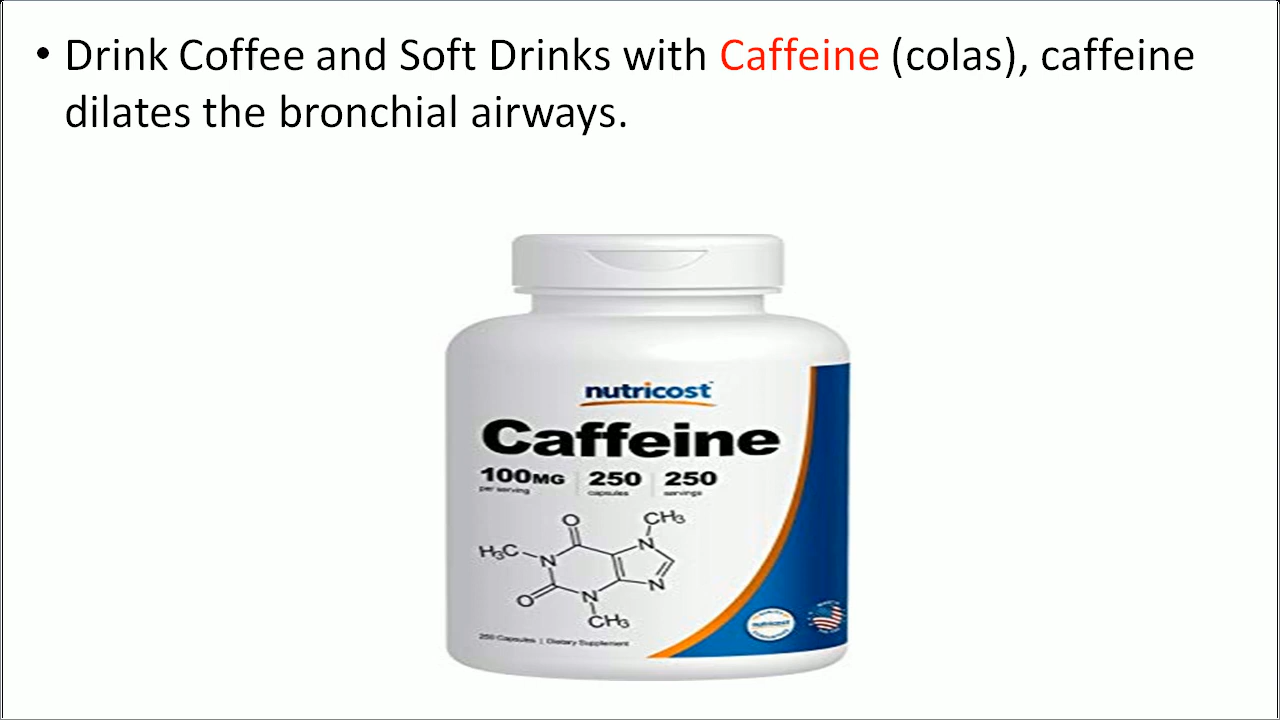 • Drink Coffee and Soft Drinks with Caffeine (colas), caffeine
dilates the bronchial airways.
nutricost
Caffeine
100MG 250 250
per serving capsules servings
CH3
O
H3C
N
N
N
N
O
CH3
nutricost
250 Capsules | Dietary Supplement